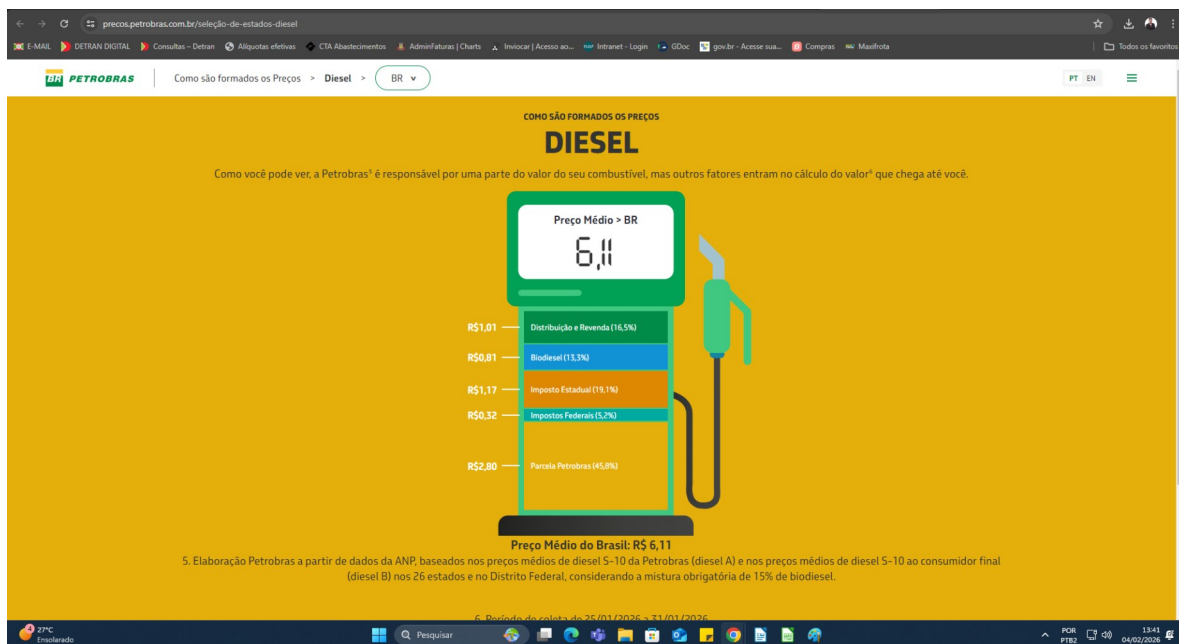 precos.petrobras.com.br/seleção-de-estados-diesel
E-MAIL DETRAN DIGITAL Consultas – Detran Alíquotas efetivas CTA Abastecimentos AdminFaturas | Charts Inviocar | Acesso ao... Intranet - Login GDoc gov.br - Acesse sua... Compras Maxifrota Todos os favoritos
BR PETROBRAS Como são formados os Preços > Diesel > BR PT EN
COMO SÃO FORMADOS OS PREÇOS
DIESEL
Como você pode ver, a Petrobras⁵ é responsável por uma parte do valor do seu combustível, mas outros fatores entram no cálculo do valor⁶ que chega até você.
Preço Médio > BR
6,11
R$1,01 Distribuição e Revenda (16,5%)
R$0,81 Biodiesel (13,3%)
R$1,17 Imposto Estadual (19,1%)
R$0,32 Impostos Federais (5,2%)
R$2,80 Parcela Petrobras (45,8%)
Preço Médio do Brasil: R$ 6,11
5. Elaboração Petrobras a partir de dados da ANP, baseados nos preços médios de diesel S-10 da Petrobras (diesel A) e nos preços médios de diesel S-10 ao consumidor final
(diesel B) nos 26 estados e no Distrito Federal, considerando a mistura obrigatória de 15% de biodiesel.
6. Período de coleta de 25/01/2026 a 31/01/2026
27°C
Ensolarado
Pesquisar
POR
PTB2
13:41
04/02/2026